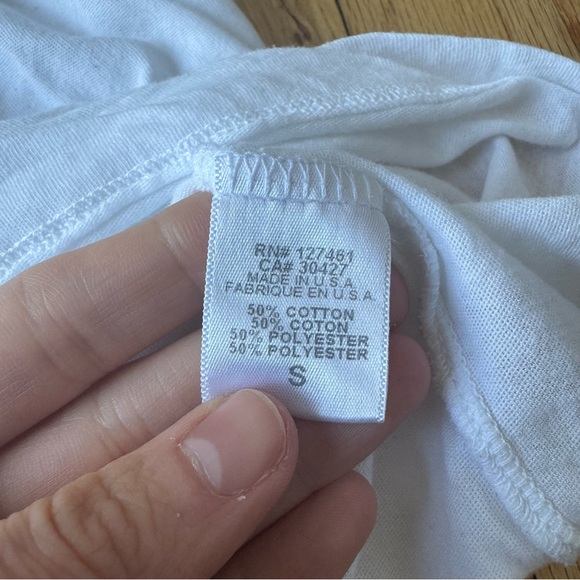 RN# 127461
CA# 30427
MADE IN U.S.A.
FABRIQUE EN U.S.A.
50% COTTON
50% COTON
50% POLYESTER
50% POLYESTER
S